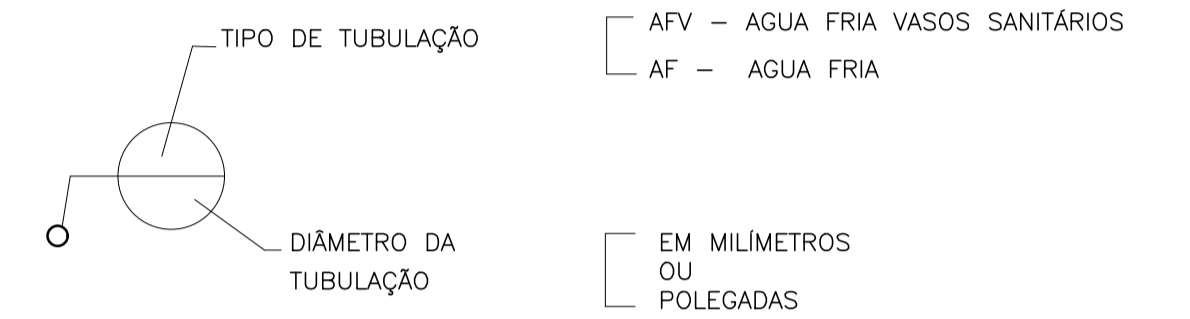 TIPO DE TUBULAÇÃO
AFV – AGUA FRIA VASOS SANITÁRIOS
AF – AGUA FRIA
DIÂMETRO DA
TUBULAÇÃO
EM MILÍMETROS
OU
POLEGADAS